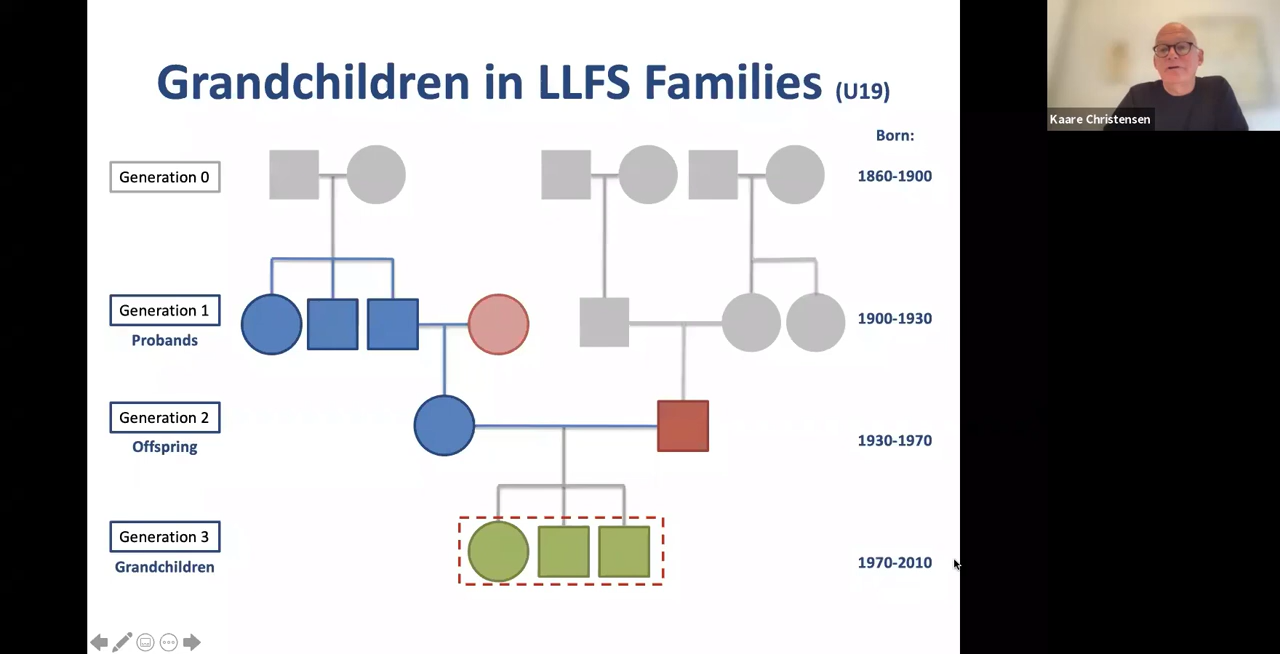 Grandchildren in LLFS Families (U19)
Born:
Generation 0
1860-1900
Generation 1
Probands
1900-1930
Generation 2
Offspring
1930-1970
Generation 3
Grandchildren
1970-2010
Kaare Christensen